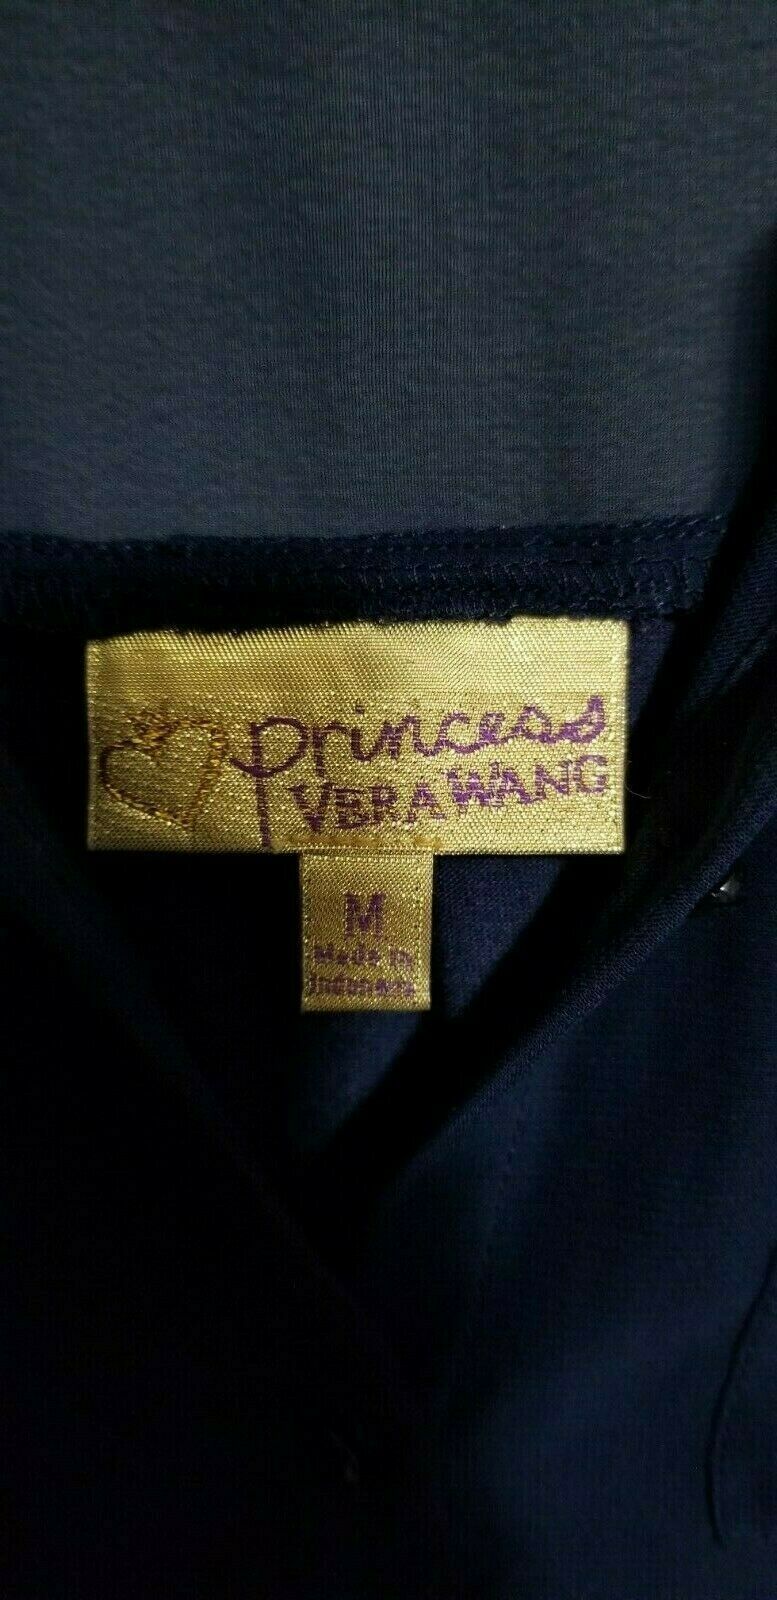 princess
VERA WANG
M
Made in
Indonesia